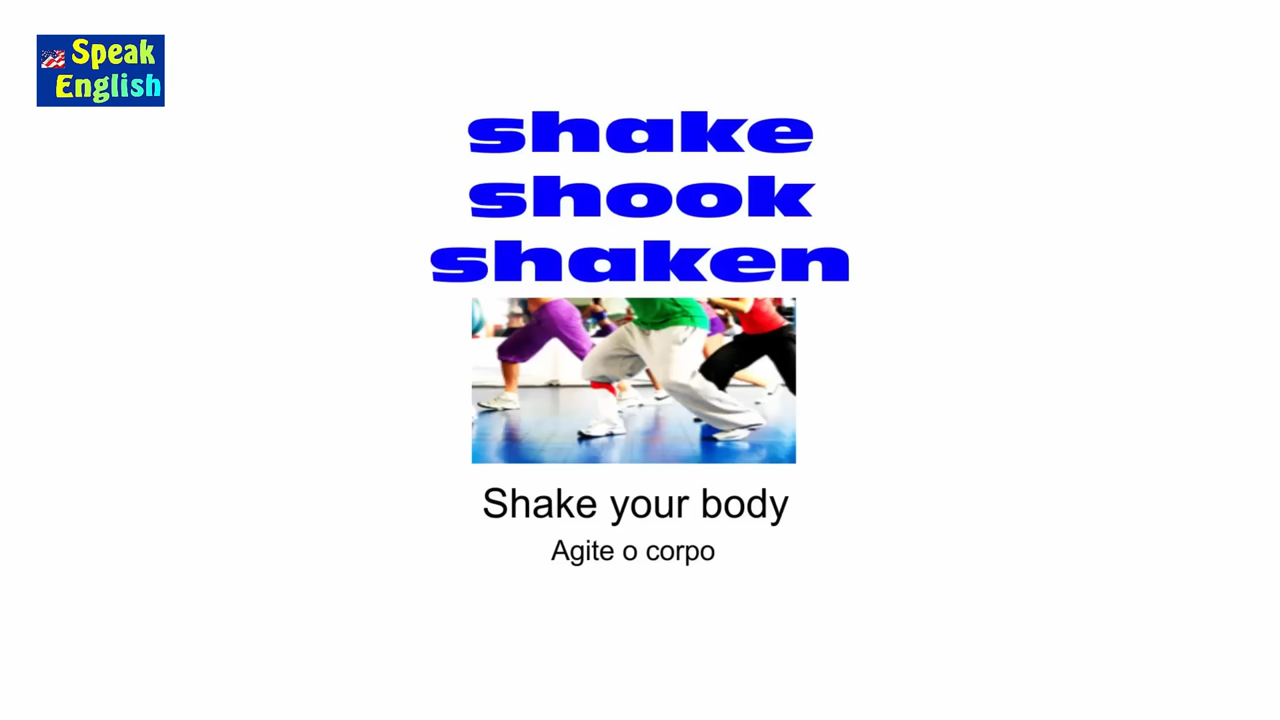 Speak
English
shake
shook
shaken
Shake your body
Agite o corpo